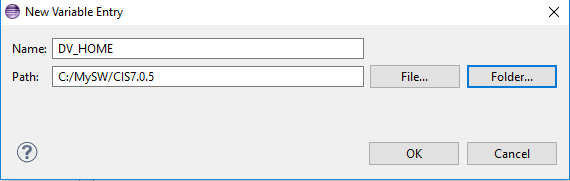 New Variable Entry
Name: DV_HOME
Path: C:/MySW/CIS7.0.5 File... Folder...
? OK Cancel